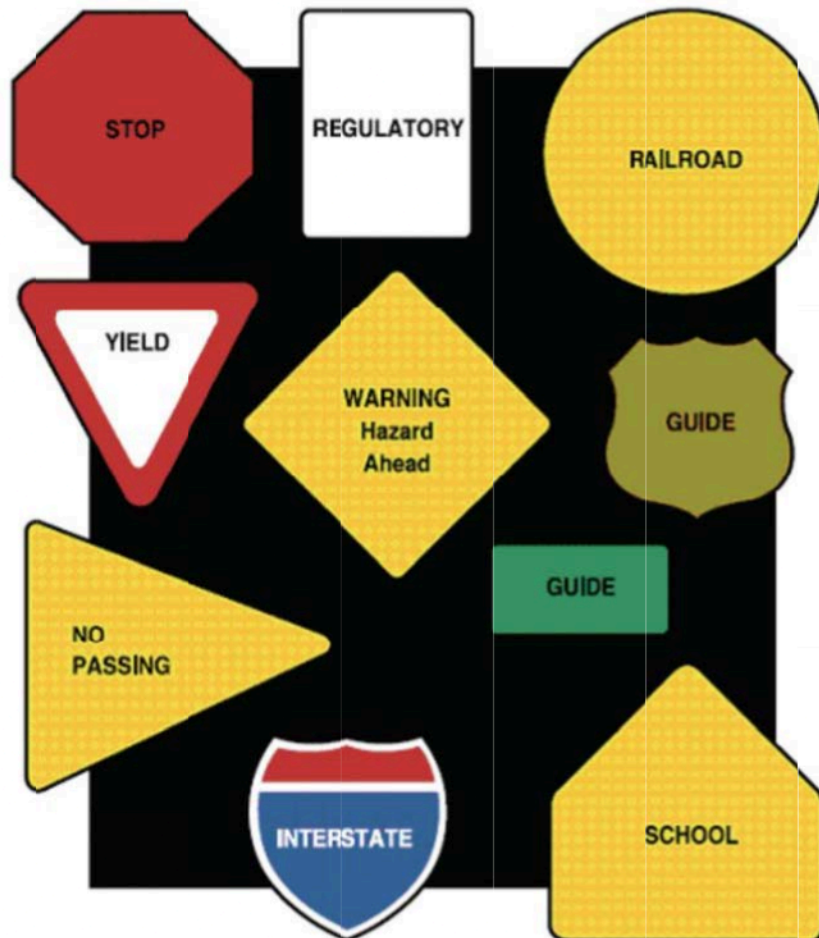 STOP
REGULATORY
RAILROAD
YIELD
WARNING
Hazard
Ahead
GUIDE
NO
PASSING
GUIDE
INTERSTATE
SCHOOL